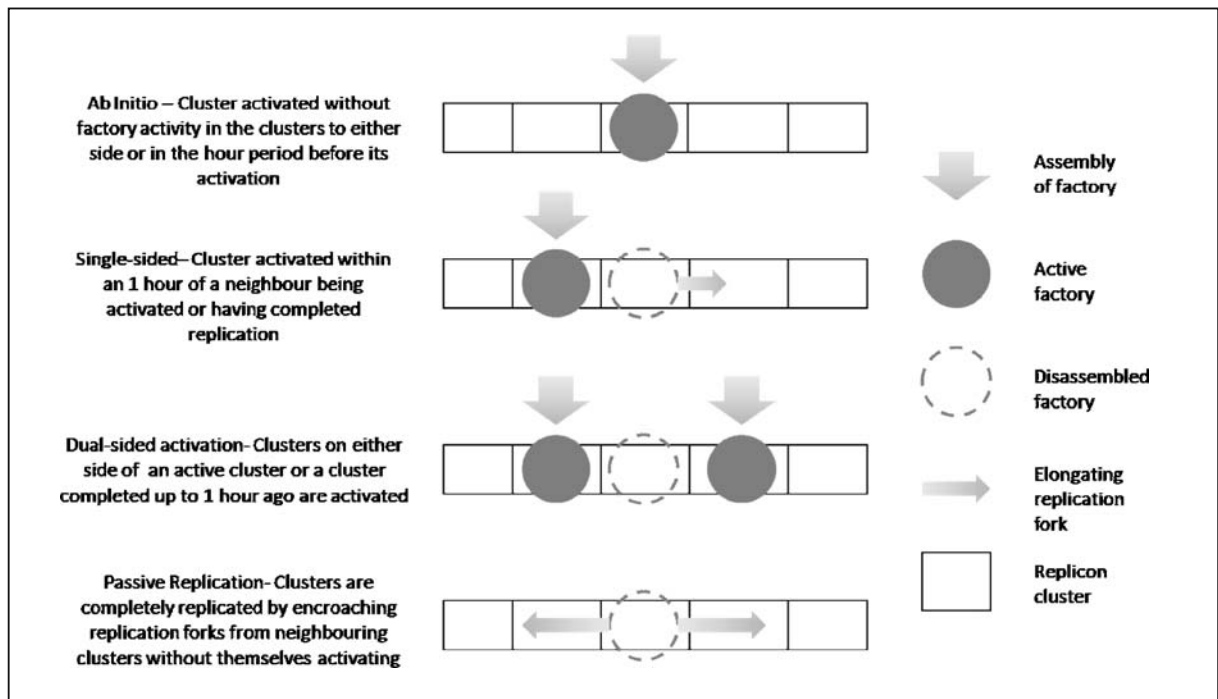 Ab Initio – Cluster activated without
factory activity in the clusters to either
side or in the hour period before its
activation
Single-sided– Cluster activated within
an 1 hour of a neighbour being
activated or having completed
replication
Dual-sided activation- Clusters on either
side of an active cluster or a cluster
completed up to 1 hour ago are activated
Passive Replication- Clusters are
completely replicated by encroaching
replication forks from neighbouring
clusters without themselves activating
Assembly
of factory
Active
factory
Disassembled
factory
Elongating
replication
fork
Replicon
cluster